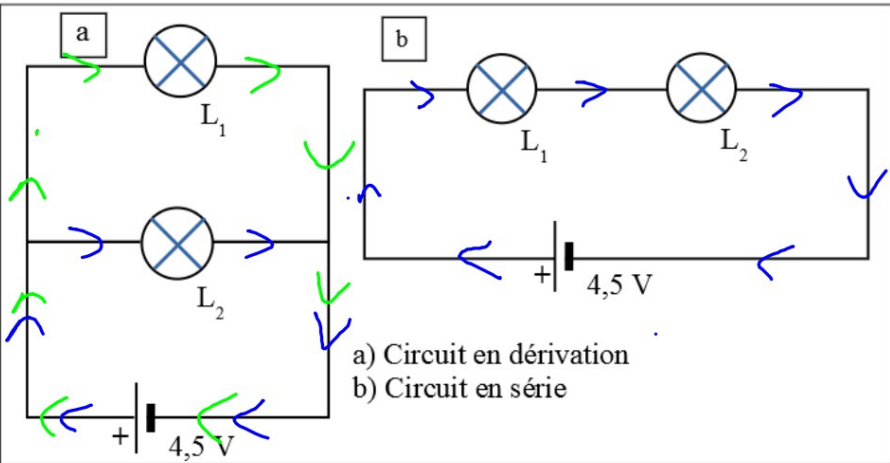 a
L₁
L₂
+
4,5 V
b
L₁
L₂
+
4,5 V
a) Circuit en dérivation
b) Circuit en série